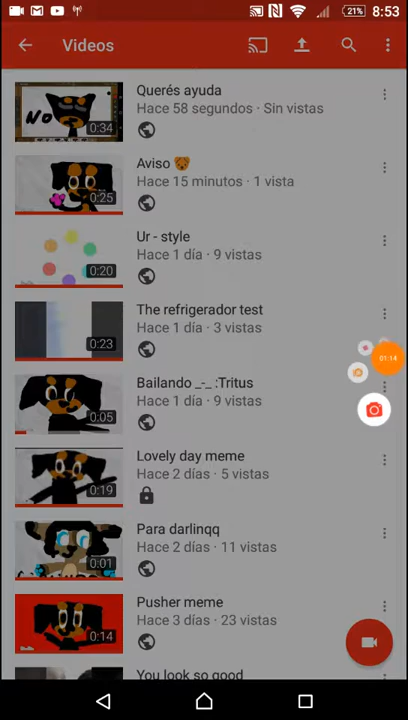 21% 8:53
Videos
Querés ayuda
Hace 58 segundos · Sin vistas
NO
0:34
Aviso 🐻
Hace 15 minutos · 1 vista
0:25
Ur - style
Hace 1 día · 9 vistas
0:20
The refrigerador test
Hace 1 día · 3 vistas
0:23
01:14
Bailando _-_ :Tritus
Hace 1 día · 9 vistas
0:05
Lovely day meme
Hace 2 días · 5 vistas
0:19
Para darlinqq
Hace 2 días · 11 vistas
0:01
Pusher meme
Hace 3 días · 23 vistas
0:14
You look so good